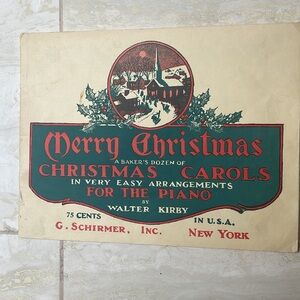 Merry Christmas
A BAKER'S DOZEN OF
CHRISTMAS CAROLS
IN VERY EASY ARRANGEMENTS
FOR THE PIANO
BY
WALTER KIRBY
75 CENTS IN U.S.A.
G. SCHIRMER, INC. NEW YORK